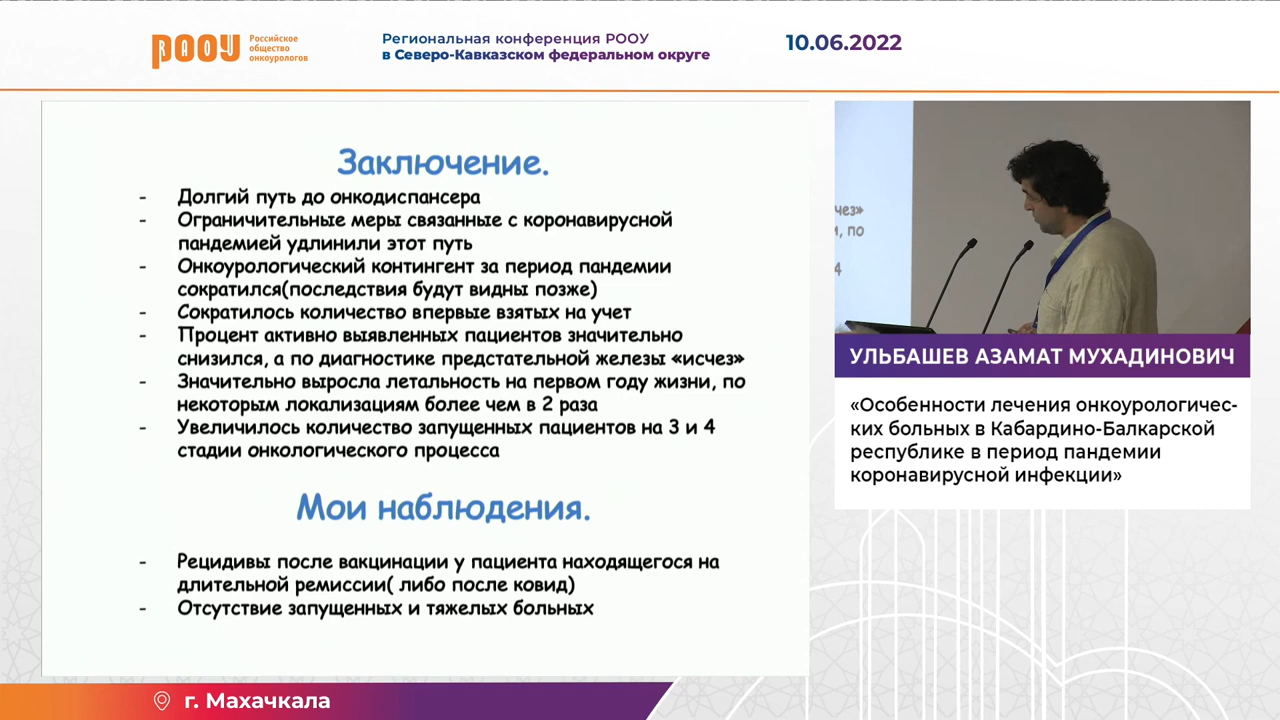 РООУ
RAOU
Российское
общество
онкоурологов
Региональная конференция РООУ
в Северо-Кавказском федеральном округе
10.06.2022
Заключение.
- Долгий путь до онкодиспансера
- Ограничительные меры связанные с коронавирусной
пандемией удлинили этот путь
- Онкоурологический контингент за период пандемии
сократился(последствия будут видны позже)
- Сократилось количество впервые взятых на учет
- Процент активно выявленных пациентов значительно
снизился, а по диагностике предстательной железы «исчез»
- Значительно выросла летальность на первом году жизни, по
некоторым локализациям более чем в 2 раза
- Увеличилось количество запущенных пациентов на 3 и 4
стадии онкологического процесса
Мои наблюдения.
- Рецидивы после вакцинации у пациента находящегося на
длительной ремиссии( либо после ковид)
- Отсутствие запущенных и тяжелых больных
чез»
, по
4
УЛЬБАШЕВ АЗАМАТ МУХАДИНОВИЧ
«Особенности лечения онкоурологичес-
ких больных в Кабардино-Балкарской
республике в период пандемии
коронавирусной инфекции»
г. Махачкала